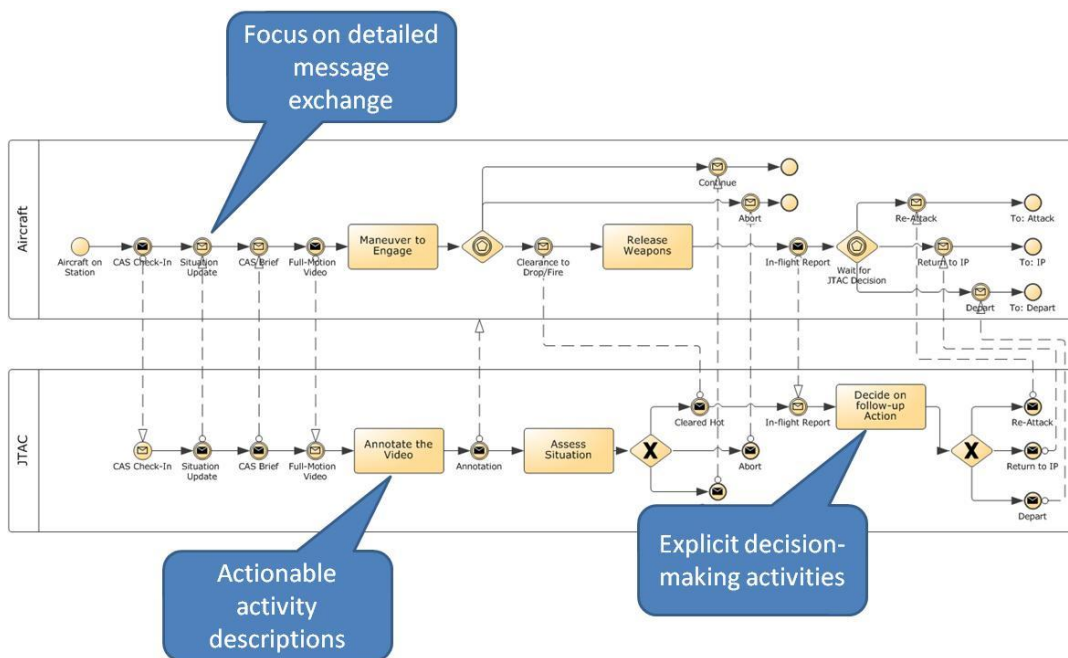 Focus on detailed
message
exchange
Aircraft
Continue
Abort
Re-Attack
To: Attack
Maneuver to
Engage
Release
Weapons
Aircraft on
Station
CAS Check-In
Situation
Update
CAS Brief
Full-Motion
Video
Clearance to
Drop/Fire
In-flight Report
Wait for
JTAC Decision
Return to IP
To: IP
Depart
To: Depart
JTAC
Decide on
follow-up
Action
Cleared Hot
In-flight Report
Re-Attack
Annotate the
Video
Assess
Situation
X
X
CAS Check-In
Situation
Update
CAS Brief
Full-Motion
Video
Annotation
Abort
Return to IP
Depart
Actionable
activity
descriptions
Explicit decision-
making activities